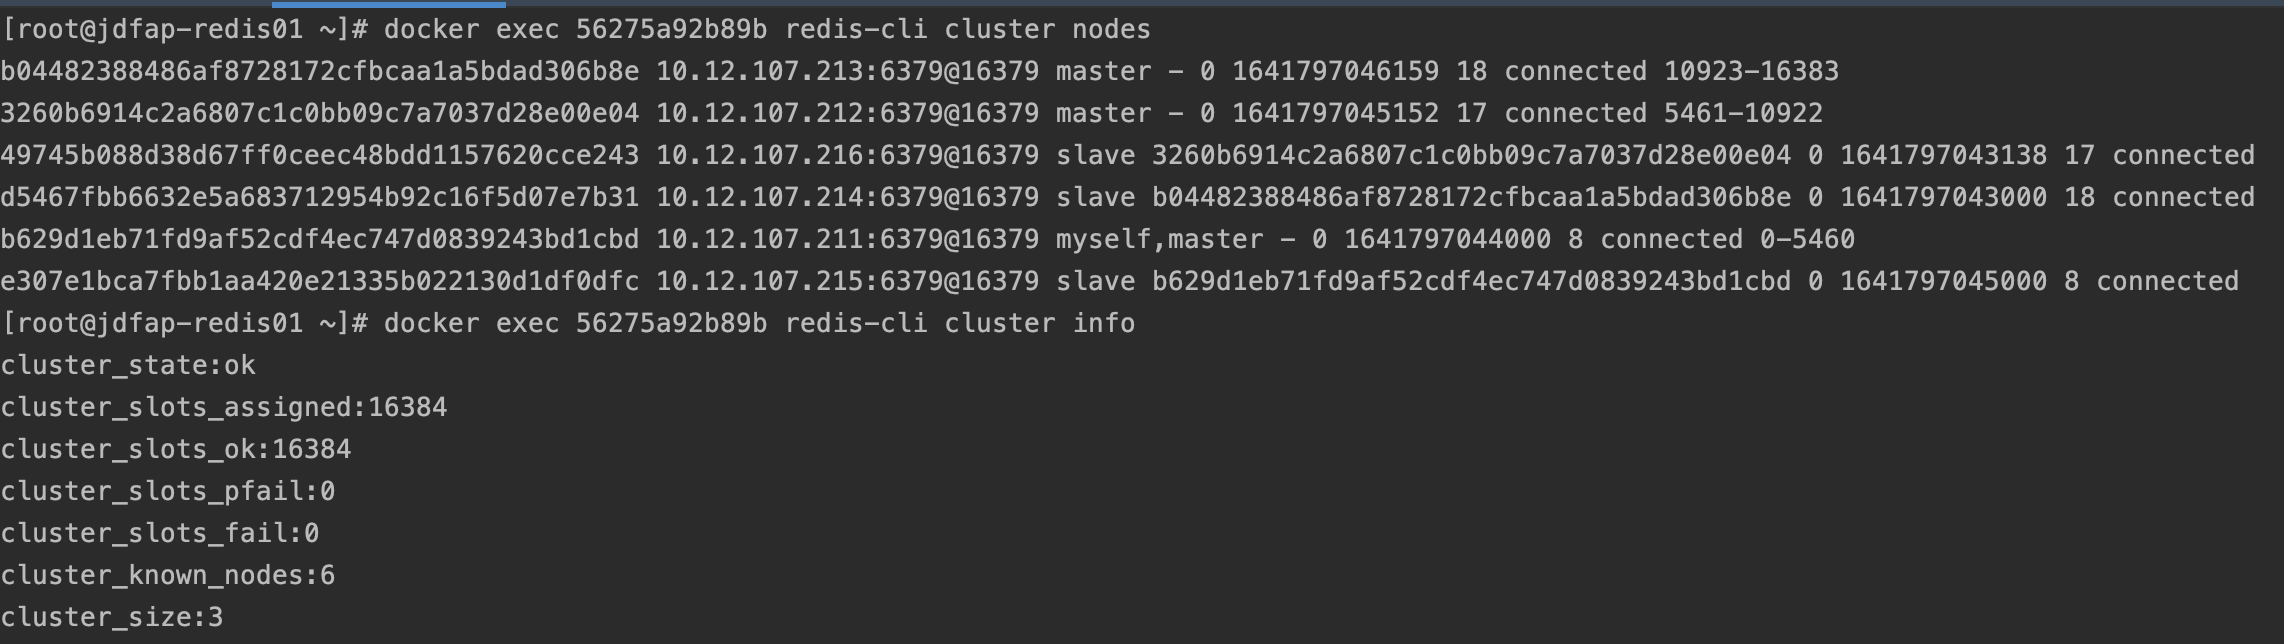 [root@jdfap-redis01 ~]# docker exec 56275a92b89b redis-cli cluster nodes
b04482388486af8728172cfbcaa1a5bdad306b8e 10.12.107.213:6379@16379 master - 0 1641797046159 18 connected 10923-16383
3260b6914c2a6807c1c0bb09c7a7037d28e00e04 10.12.107.212:6379@16379 master - 0 1641797045152 17 connected 5461-10922
49745b088d38d67ff0ceec48bdd1157620cce243 10.12.107.216:6379@16379 slave 3260b6914c2a6807c1c0bb09c7a7037d28e00e04 0 1641797043138 17 connected
d5467fbb6632e5a683712954b92c16f5d07e7b31 10.12.107.214:6379@16379 slave b04482388486af8728172cfbcaa1a5bdad306b8e 0 1641797043000 18 connected
b629d1eb71fd9af52cdf4ec747d0839243bd1cbd 10.12.107.211:6379@16379 myself,master - 0 1641797044000 8 connected 0-5460
e307e1bca7fbb1aa420e21335b022130d1df0dfc 10.12.107.215:6379@16379 slave b629d1eb71fd9af52cdf4ec747d0839243bd1cbd 0 1641797045000 8 connected
[root@jdfap-redis01 ~]# docker exec 56275a92b89b redis-cli cluster info
cluster_state:ok
cluster_slots_assigned:16384
cluster_slots_ok:16384
cluster_slots_pfail:0
cluster_slots_fail:0
cluster_known_nodes:6
cluster_size:3